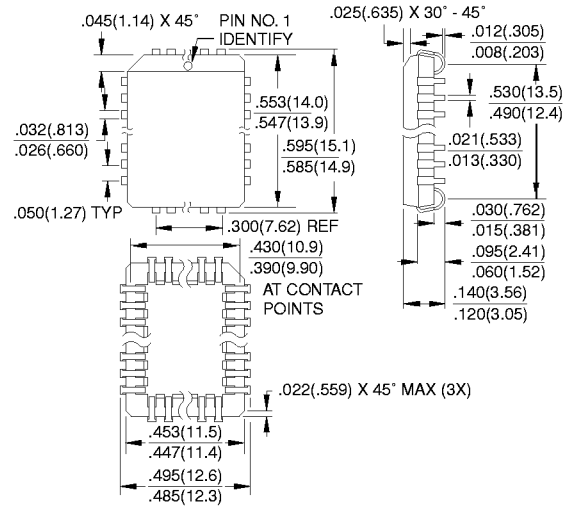 .045(1.14) X 45°
PIN NO. 1
IDENTIFY
.025(.635) X 30° - 45°
.012(.305)
.008(.203)
.553(14.0)
.547(13.9)
.530(13.5)
.490(12.4)
.032(.813)
.026(.660)
.595(15.1)
.585(14.9)
.021(.533)
.013(.330)
.050(1.27) TYP
.300(7.62) REF
.030(.762)
.015(.381)
.430(10.9)
.390(9.90)
AT CONTACT
POINTS
.095(2.41)
.060(1.52)
.140(3.56)
.120(3.05)
.022(.559) X 45° MAX (3X)
.453(11.5)
.447(11.4)
.495(12.6)
.485(12.3)